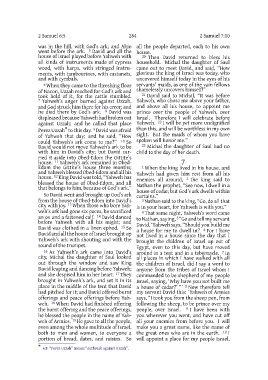 2 Samuel 6:5
284
2 Samuel 7:10
was in the hill, with God's ark; and Ahio
went before the ark. 5 David and all the
house of Israel played before Yahweh with
all kinds of instruments made of cypress
wood, with harps, with stringed instru-
ments, with tambourines, with castanets,
and with cymbals.
6 When they came to the threshing floor
of Nacon, Uzzah reached for God's ark and
took hold of it, for the cattle stumbled.
7 Yahweh's anger burned against Uzzah,
and God struck him there for his error; and
he died there by God's ark. 8 David was
displeased because Yahweh had broken out
against Uzzah; and he called that place
Perez Uzzah* to this day. 9 David was afraid
of Yahweh that day; and he said, "How
could Yahweh's ark come to me?" 10 So
David would not move Yahweh's ark to be
with him in David's city; but David car-
ried it aside into Obed-Edom the Gittite's
house. 11 Yahweh's ark remained in Obed-
Edom the Gittite's house three months;
and Yahweh blessed Obed-Edom and all his
house. 12 King David was told, "Yahweh has
blessed the house of Obed-Edom, and all
that belongs to him, because of God's ark."
So David went and brought up God's ark
from the house of Obed-Edom into David's
city with joy. 13 When those who bore Yah-
weh's ark had gone six paces, he sacrificed
an ox and a fattened calf. 14 David danced
before Yahweh with all his might; and
David was clothed in a linen ephod. 15 So
David and all the house of Israel brought up
Yahweh's ark with shouting and with the
sound of the trumpet.
16 As Yahweh's ark came into David's
city, Michal the daughter of Saul looked
out through the window and saw King
David leaping and dancing before Yahweh;
and she despised him in her heart. 17 They
brought in Yahweh's ark, and set it in its
place in the middle of the tent that David
had pitched for it; and David offered burnt
offerings and peace offerings before Yah-
weh. 18 When David had finished offering
the burnt offering and the peace offerings,
he blessed the people in the name of Yah-
weh of Armies. 19 He gave to all the people,
even among the whole multitude of Israel,
both to men and women, to everyone a
portion of bread, dates, and raisins. So
all the people departed, each to his own
house.
20 Then David returned to bless his
household. Michal the daughter of Saul
came out to meet David, and said, "How
glorious the king of Israel was today, who
uncovered himself today in the eyes of his
servants' maids, as one of the vain fellows
shamelessly uncovers himself!"
21 David said to Michal, "It was before
Yahweh, who chose me above your father,
and above all his house, to appoint me
prince over the people of Yahweh, over
Israel. Therefore I will celebrate before
Yahweh. 22 I will be yet more undignified
than this, and will be worthless in my own
sight. But the maids of whom you have
spoken will honor me."
23 Michal the daughter of Saul had no
child to the day of her death.
7
1 When the king lived in his house, and
Yahweh had given him rest from all his
enemies all around, 2 the king said to
Nathan the prophet, "See now, I dwell in a
house of cedar, but God's ark dwells within
curtains."
3 Nathan said to the king, "Go, do all that
is in your heart, for Yahweh is with you."
4 That same night, Yahweh's word came
to Nathan, saying, 5 "Go and tell my servant
David, 'Yahweh says, "Should you build me
a house for me to dwell in? 6 For I have
not lived in a house since the day that I
brought the children of Israel up out of
Egypt, even to this day, but have moved
around in a tent and in a tabernacle. 7 In
all places in which I have walked with all
the children of Israel, did I say a word to
anyone from the tribes of Israel whom I
commanded to be shepherd of my people
Israel, saying, 'Why have you not built me
a house of cedar?'" ' 8 Now therefore tell
my servant David this: 'Yahweh of Armies
says, "I took you from the sheep pen, from
following the sheep, to be prince over my
people, over Israel. 9 I have been with
you wherever you went, and have cut off
all your enemies from before you. I will
make you a great name, like the name of
the great ones who are in the earth. 10 I
will appoint a place for my people Israel,
* 6:8 "Perez Uzzah" means "outbreak against Uzzah".